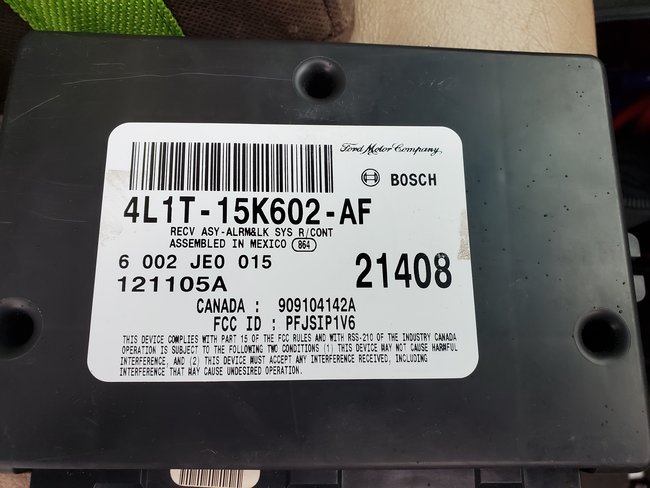 Ford Motor Company,
BOSCH
4L1T-15K602-AF
RECV ASY-ALRM&LK SYS R/CONT
ASSEMBLED IN MEXICO 864
6 002 JE0 015
21408
121105A
CANADA : 909104142A
FCC ID : PFJSIP1V6
THIS DEVICE COMPLIES WITH PART 15 OF THE FCC RULES AND WITH RSS-210 OF THE INDUSTRY CANADA
OPERATION IS SUBJECT TO THE FOLLOWING TWO CONDITIONS (1) THIS DEVICE MAY NOT CAUSE HARMFUL
INTERFERENCE, AND (2) THIS DEVICE MUST ACCEPT ANY INTERFERENCE RECEIVED, INCLUDING
INTERFERENCE THAT MAY CAUSE UNDESIRED OPERATION.